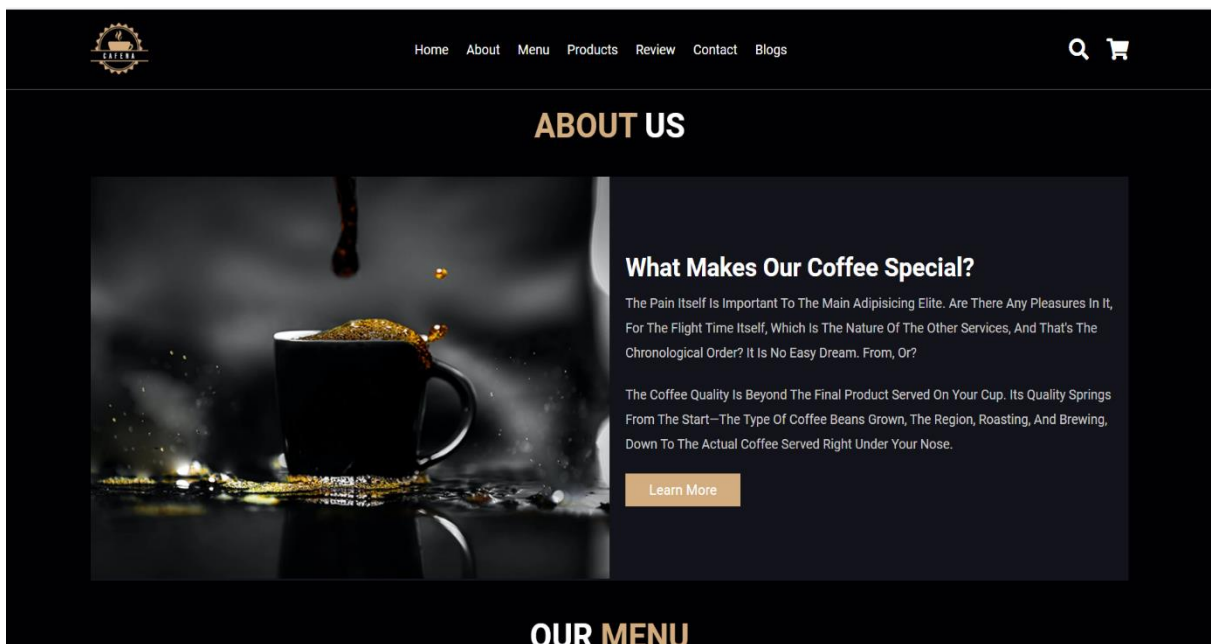 CAFENA
Home About Menu Products Review Contact Blogs
ABOUT US
What Makes Our Coffee Special?
The Pain Itself Is Important To The Main Adipisicing Elite. Are There Any Pleasures In It,
For The Flight Time Itself, Which Is The Nature Of The Other Services, And That's The
Chronological Order? It Is No Easy Dream. From, Or?
The Coffee Quality Is Beyond The Final Product Served On Your Cup. Its Quality Springs
From The Start—The Type Of Coffee Beans Grown, The Region, Roasting, And Brewing,
Down To The Actual Coffee Served Right Under Your Nose.
Learn More
OUR MENU